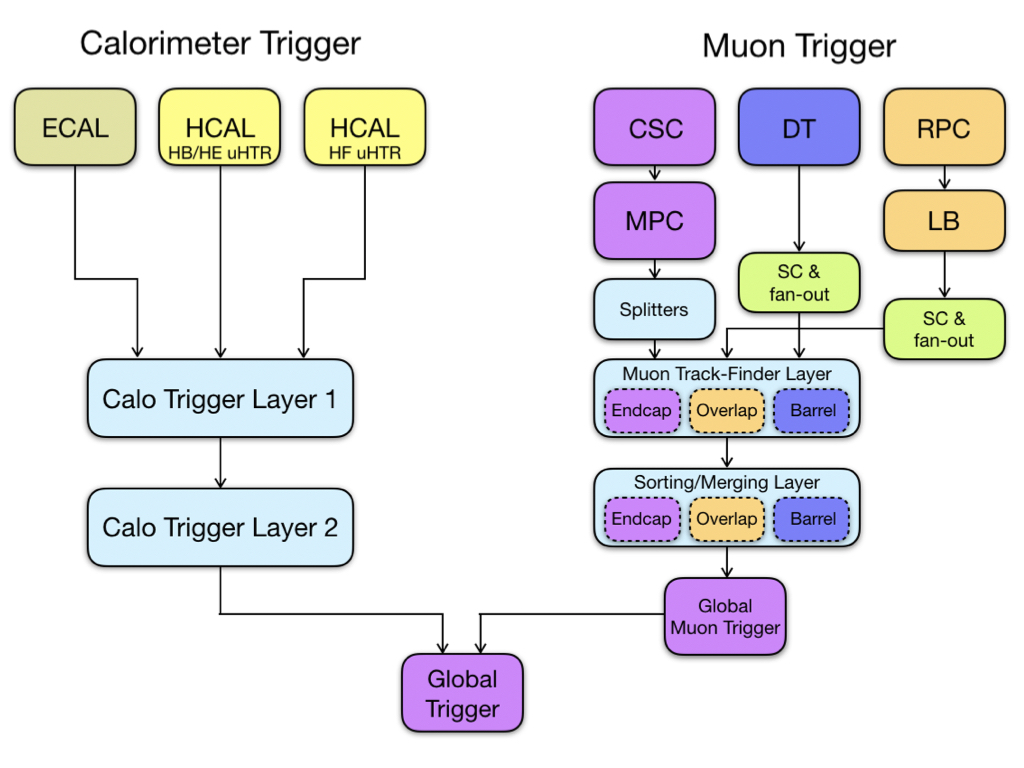 Calorimeter Trigger
Muon Trigger
ECAL
HCAL
HB/HE uHTR
HCAL
HF uHTR
CSC
DT
RPC
MPC
LB
SC &
fan-out
Splitters
SC &
fan-out
Calo Trigger Layer 1
Muon Track-Finder Layer
Endcap
Overlap
Barrel
Calo Trigger Layer 2
Sorting/Merging Layer
Endcap
Overlap
Barrel
Global
Muon Trigger
Global
Trigger